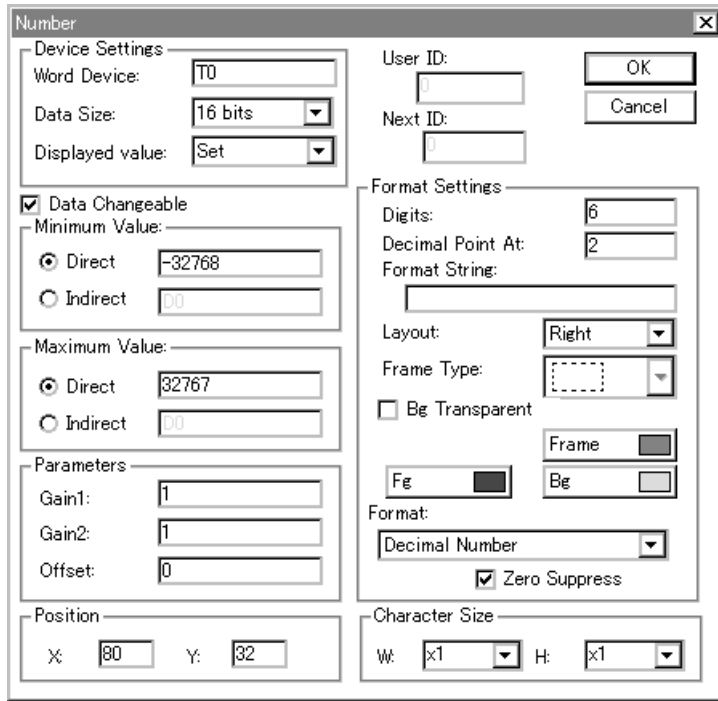 Number
Device Settings
Word Device: T0
Data Size: 16 bits
Displayed value: Set
Data Changeable
Minimum Value:
Direct -32768
Indirect D0
Maximum Value:
Direct 32767
Indirect D0
Parameters
Gain1: 1
Gain2: 1
Offset: 0
Position
X: 80 Y: 32
User ID:
0
Next ID:
0
OK
Cancel
Format Settings
Digits: 6
Decimal Point At: 2
Format String:
Layout: Right
Frame Type:
Bg Transparent
Frame
Fg Bg
Format:
Decimal Number
Zero Suppress
Character Size
W: x1 H: x1